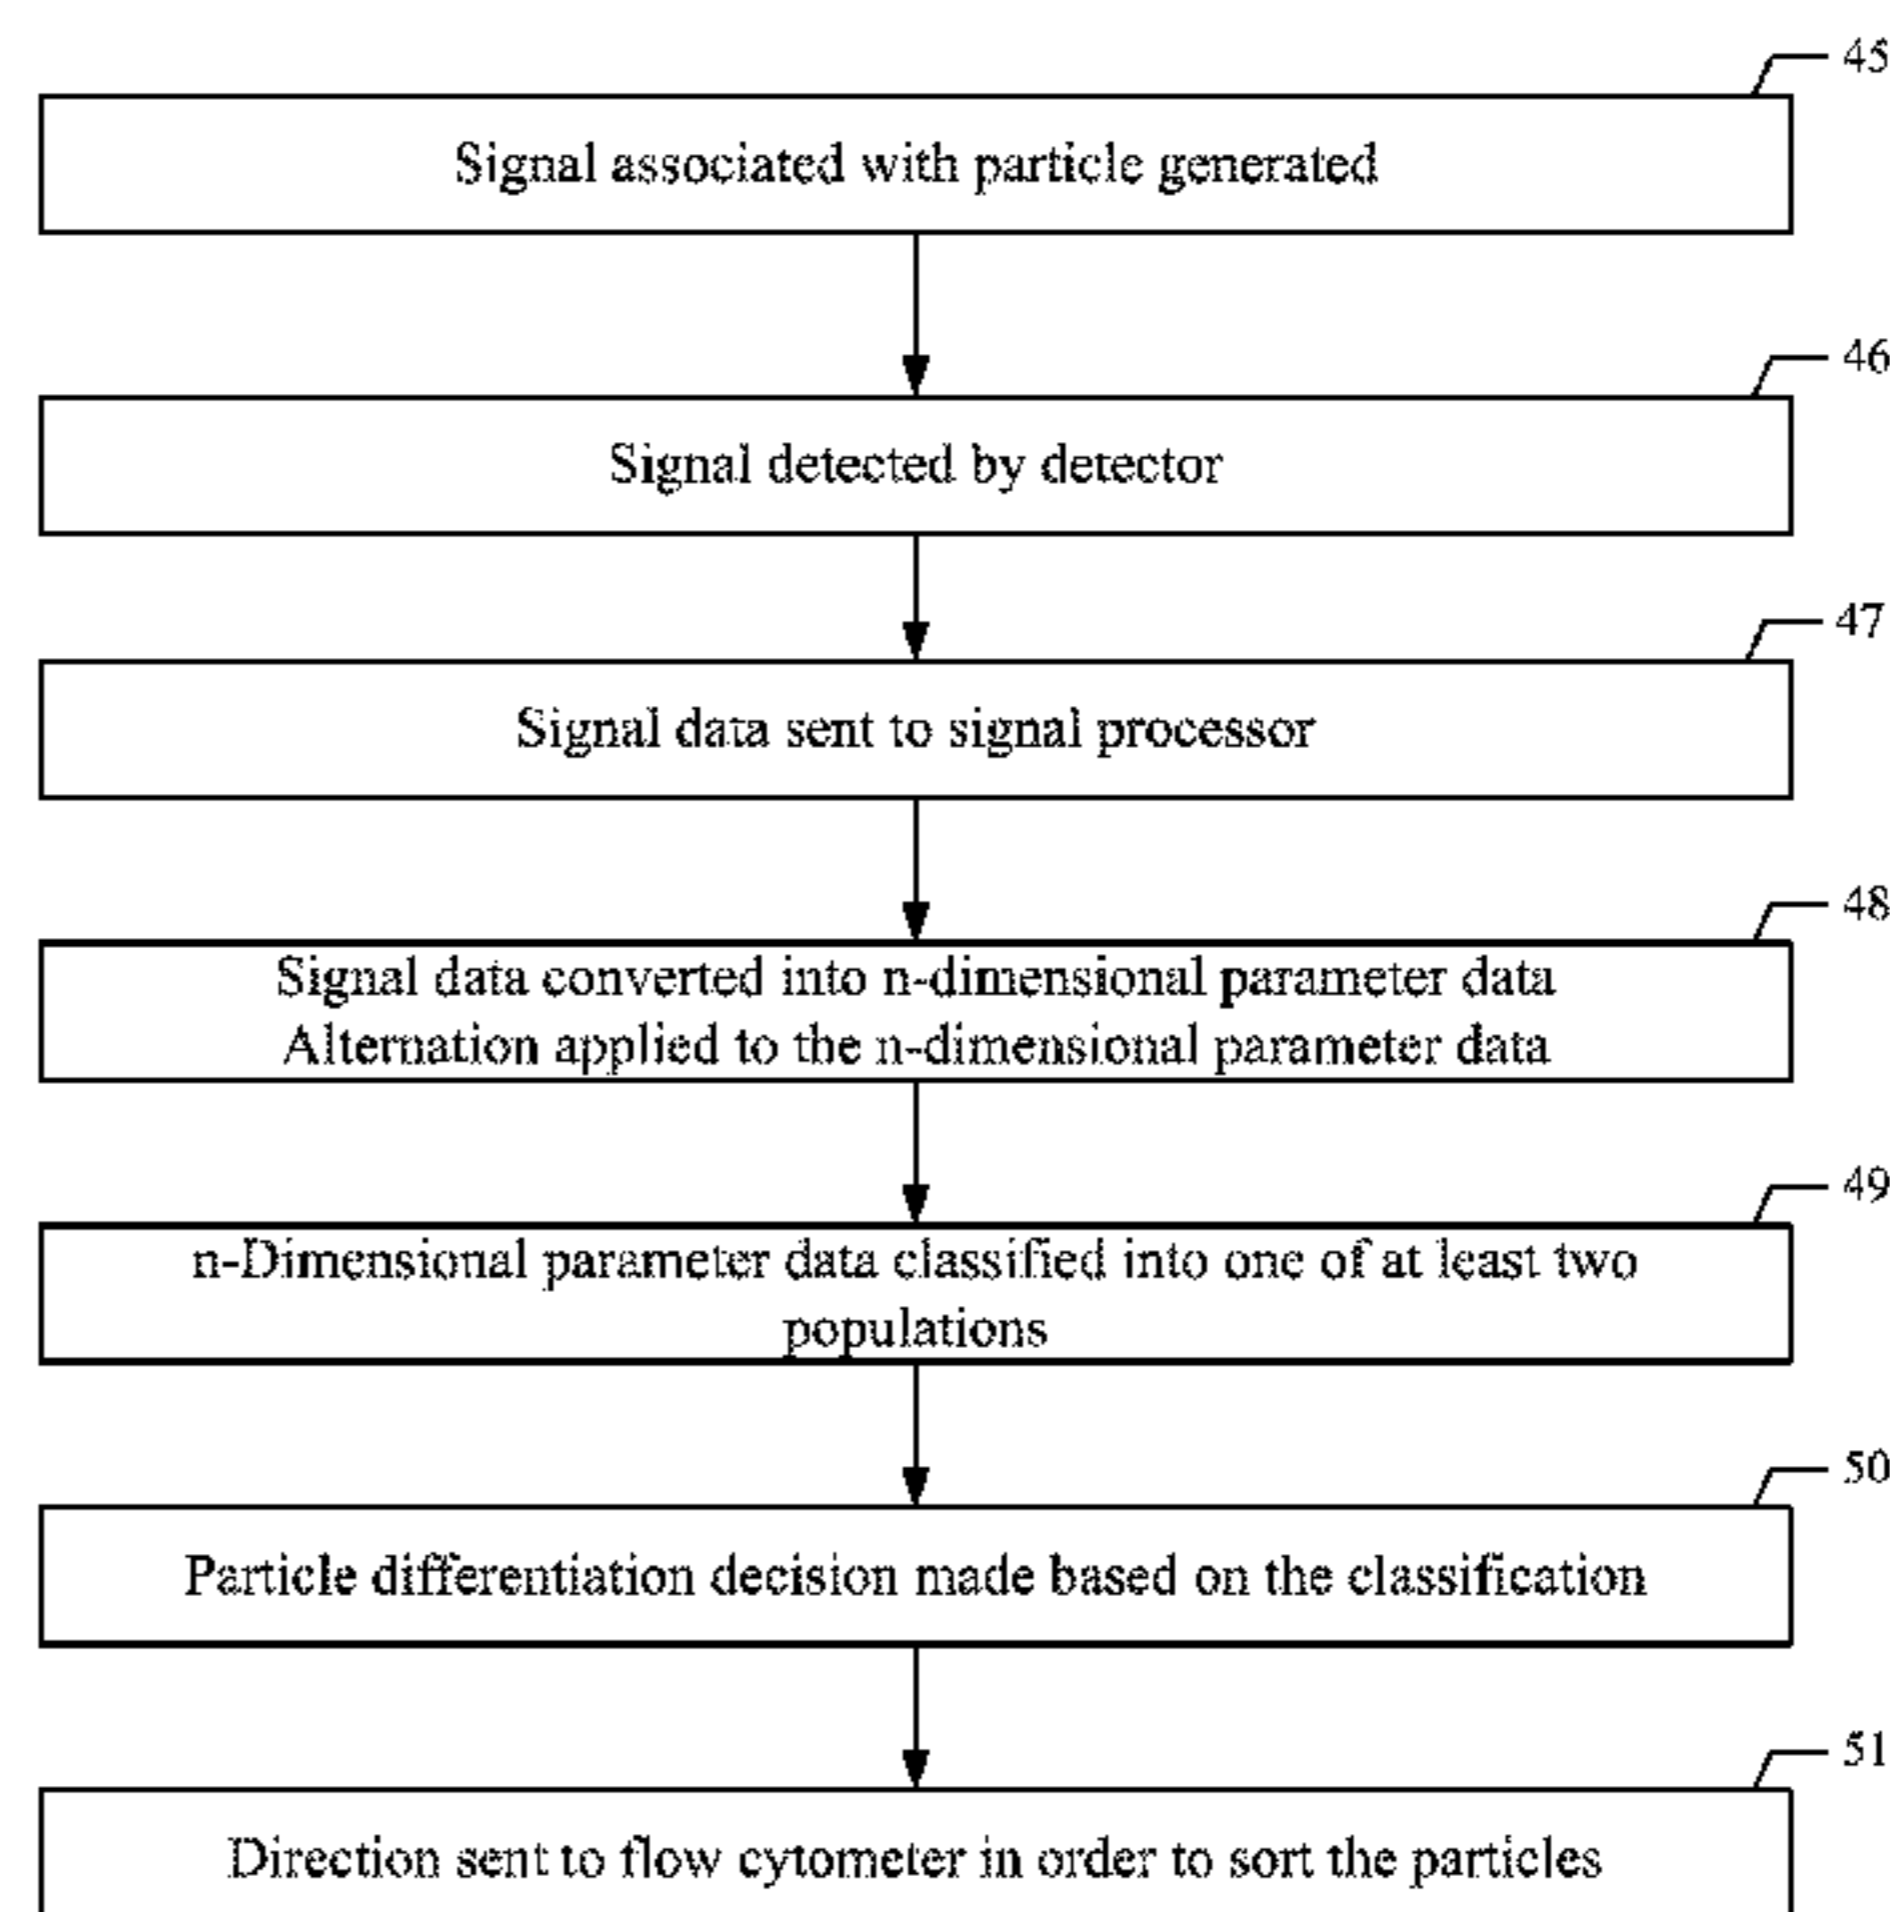 45
Signal associated with particle generated
46
Signal detected by detector
47
Signal data sent to signal processor
48
Signal data converted into n-dimensional parameter data
Alternation applied to the n-dimensional parameter data
49
n-Dimensional parameter data classified into one of at least two
populations
50
Particle differentiation decision made based on the classification
51
Direction sent to flow cytometer in order to sort the particles